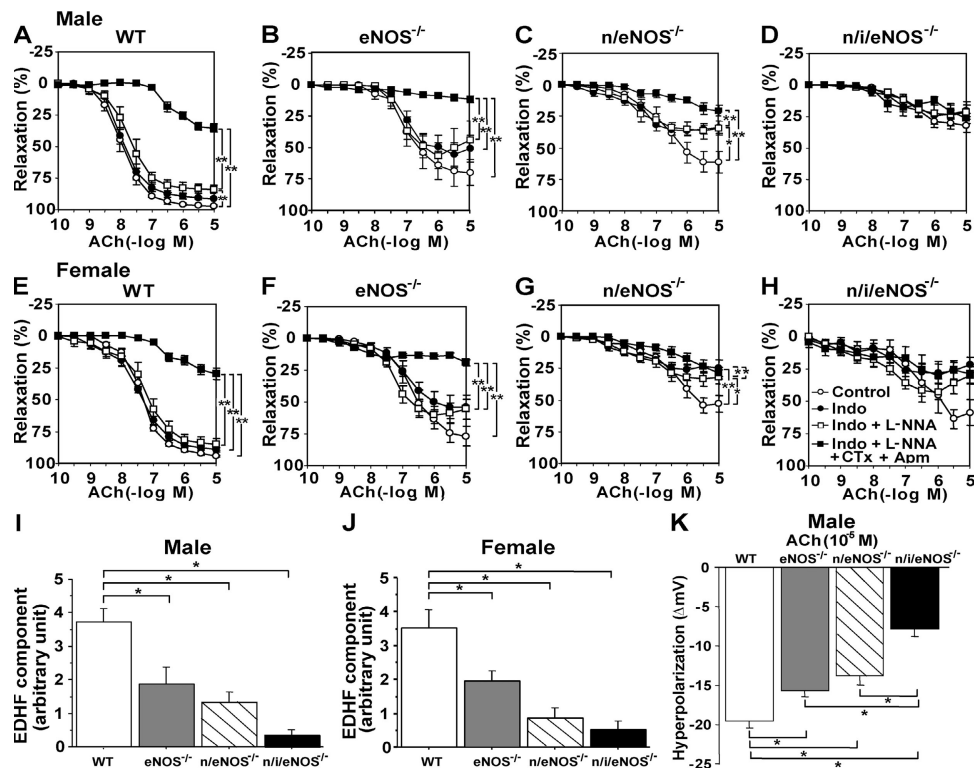 Male
A
WT
B
eNOS-/-
C
n/eNOS-/-
D
n/i/eNOS-/-
Relaxation (%)
-25
0
25
50
75
100
10 9 8 7 6 5
ACh(-log M)
Relaxation (%)
-25
0
25
50
75
100
10 9 8 7 6 5
ACh(-log M)
Relaxation (%)
-25
0
25
50
75
100
10 9 8 7 6 5
ACh(-log M)
Relaxation (%)
-25
0
25
50
75
100
10 9 8 7 6 5
ACh(-log M)
** ** **
** ** **
** * **
Female
E
WT
F
eNOS-/-
G
n/eNOS-/-
H
n/i/eNOS-/-
Relaxation (%)
-25
0
25
50
75
100
10 9 8 7 6 5
ACh(-log M)
Relaxation (%)
-25
0
25
50
75
100
10 9 8 7 6 5
ACh(-log M)
Relaxation (%)
-25
0
25
50
75
100
10 9 8 7 6 5
ACh(-log M)
Relaxation (%)
-25
0
25
50
75
100
10 9 8 7 6 5
ACh(-log M)
** ** **
** ** **
** ** *
Control
Indo
Indo + L-NNA
Indo + L-NNA
+CTx + Apm
I
Male
EDHF component
(arbitrary unit)
5
4
3
2
1
0
*
*
*
WT eNOS-/- n/eNOS-/- n/i/eNOS-/-
J
Female
EDHF component
(arbitrary unit)
5
4
3
2
1
0
*
*
*
WT eNOS-/- n/eNOS-/- n/i/eNOS-/-
K
Male
ACh (10-5 M)
WT eNOS-/- n/eNOS-/- n/i/eNOS-/-
Hyperpolarization (Δ mV)
0
-5
-10
-15
-20
-25
*
*
*
*
*